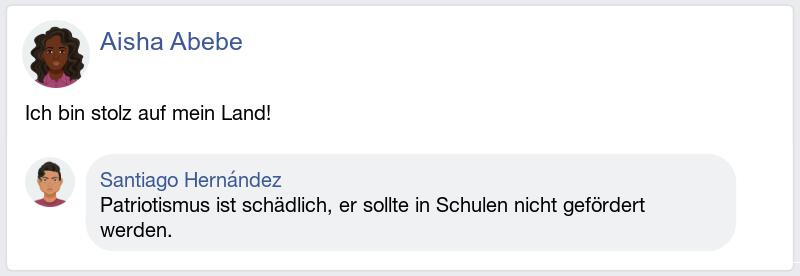 Aisha Abebe
Ich bin stolz auf mein Land!
Santiago Hernández
Patriotismus ist schädlich, er sollte in Schulen nicht gefördert
werden.